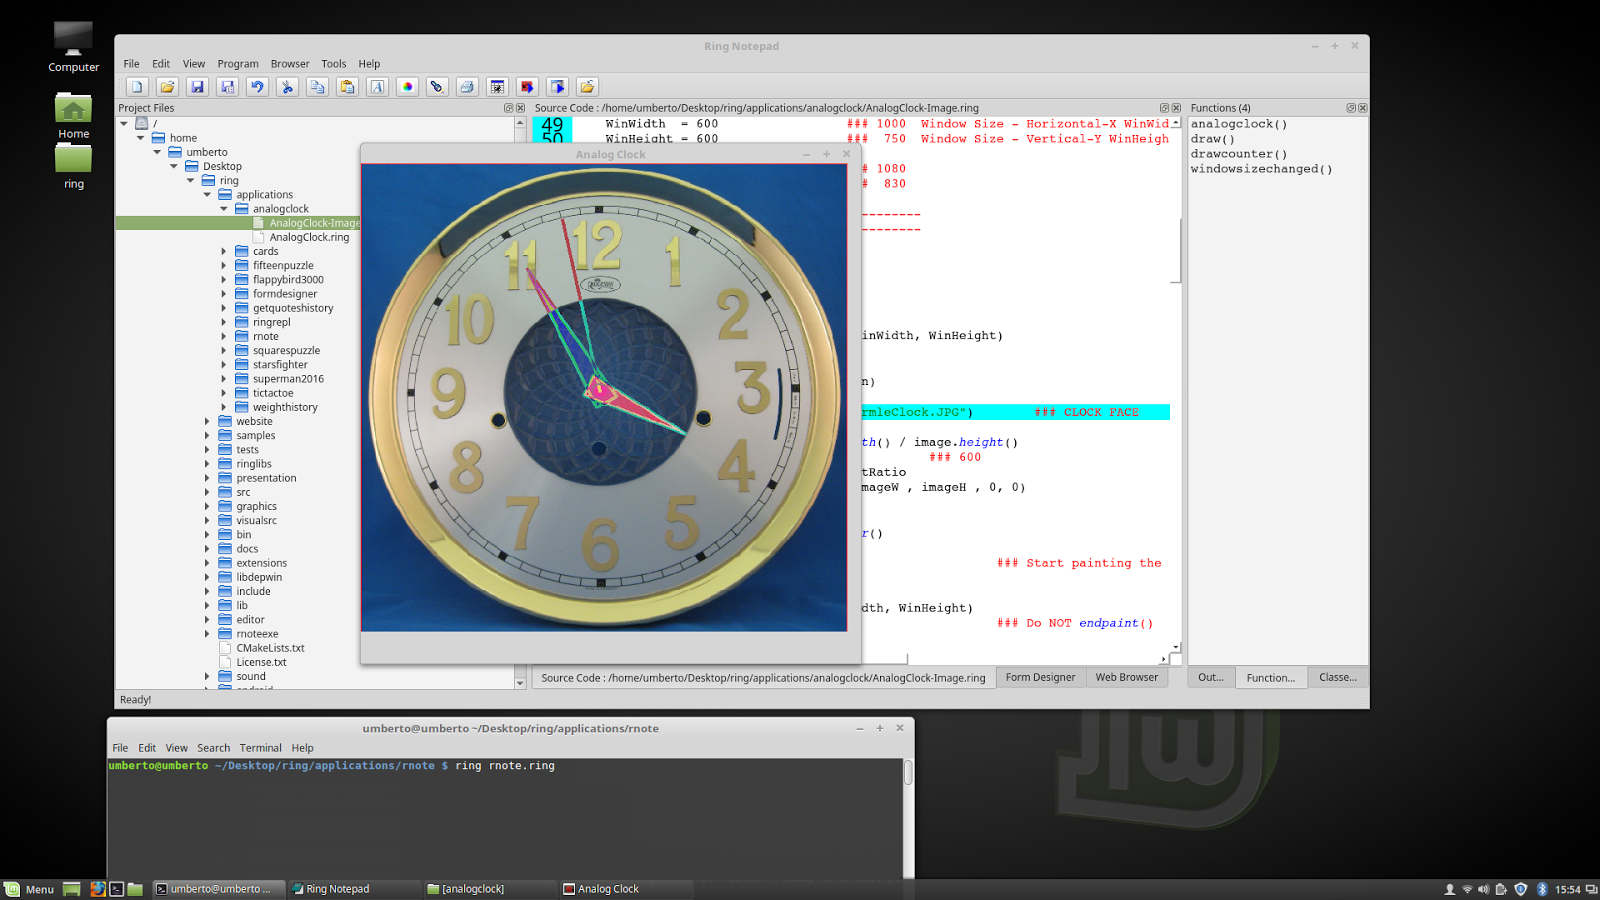 Computer
Home
ring
Ring Notepad
File Edit View Program Browser Tools Help
Project Files
/
home
umberto
Desktop
ring
applications
analogclock
AnalogClock-Image
AnalogClock.ring
cards
fifteenpuzzle
flappybird3000
formdesigner
getquoteshistory
ringrepl
rnote
squarespuzzle
starsfighter
superman2016
tictactoe
weighthistory
website
samples
tests
ringlibs
presentation
src
graphics
visualsrc
bin
docs
extensions
libdepwin
include
lib
editor
rnoteexe
CMakeLists.txt
License.txt
sound
android
Source Code : /home/umberto/Desktop/ring/applications/analogclock/AnalogClock-Image.ring
49 WinWidth = 600 ### 1000 Window Size - Horizontal-X WinWid
50 WinHeight = 600 ### 750 Window Size - Vertical-Y WinHeigh
# 1080
# 830
--------
--------
inWidth, WinHeight)
n)
rmleClock.JPG") ### CLOCK FACE
th() / image.height()
### 600
tRatio
mageW , imageH , 0, 0)
r()
### Start painting the
dth, WinHeight)
### Do NOT endpaint()
Analog Clock
12
1
2
3
4
5
6
7
8
9
10
11
Functions (4)
analogclock()
draw()
drawcounter()
windowsizechanged()
Source Code : /home/umberto/Desktop/ring/applications/analogclock/AnalogClock-Image.ring Form Designer Web Browser
Out... Function... Classe...
Ready!
umberto@umberto ~/Desktop/ring/applications/rnote
File Edit View Search Terminal Help
umberto@umberto ~/Desktop/ring/applications/rnote $ ring rnote.ring
Menu umberto@umberto ... Ring Notepad [analogclock] Analog Clock 15:54